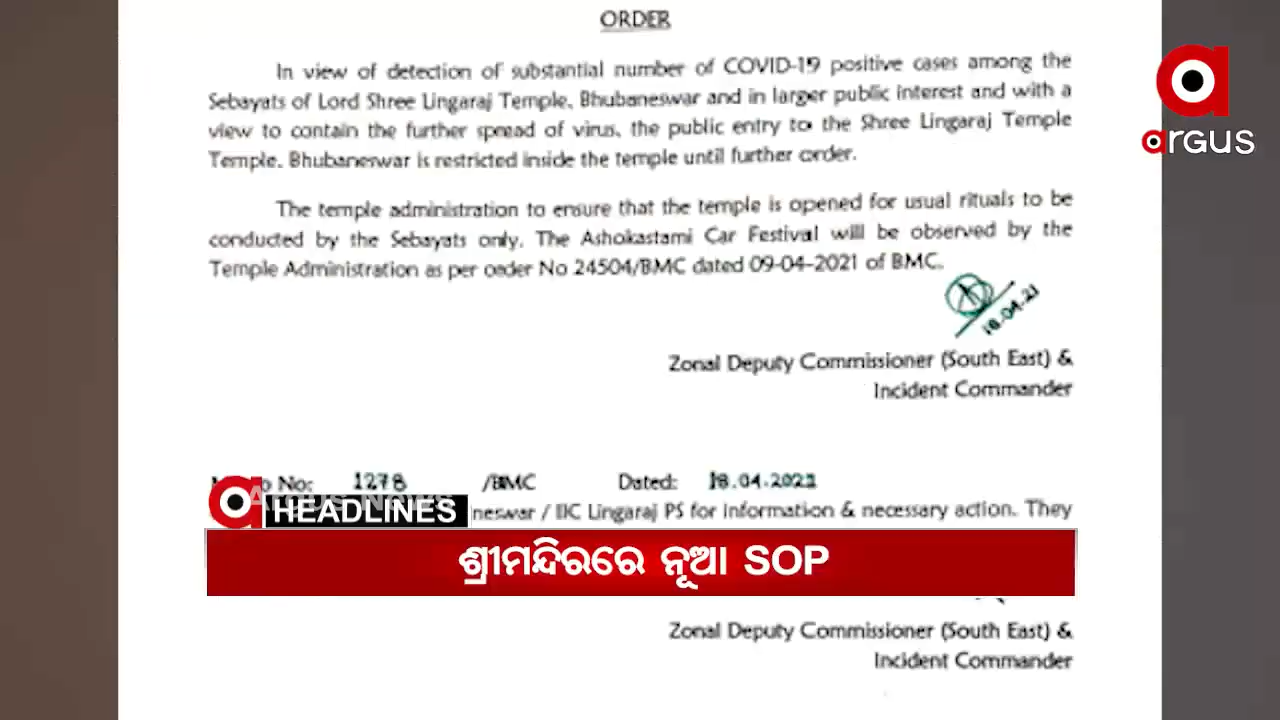 ORDER
In view of detection of substantial number of COVID-19 positive cases among the
Sebayats of Lord Shree Lingaraj Temple, Bhubaneswar and in larger public interest and with a
view to contain the further spread of virus, the public entry to the Shree Lingaraj Temple
Temple, Bhubaneswar is restricted inside the temple until further order.
The temple administration to ensure that the temple is opened for usual rituals to be
conducted by the Sebayats only. The Ashokastami Car Festival will be observed by the
Temple Administration as per order No 24504/BMC dated 09-04-2021 of BMC.
18.04.21
Zonal Deputy Commissioner (South East) &
Incident Commander
No: 1278 /BMC Dated: 18.04.2021
/ IIC Lingaraj PS for information & necessary action. They
Zonal Deputy Commissioner (South East) &
Incident Commander
argus
HEADLINES
ଶ୍ରୀମନ୍ଦିରରେ ନୂଆ SOP